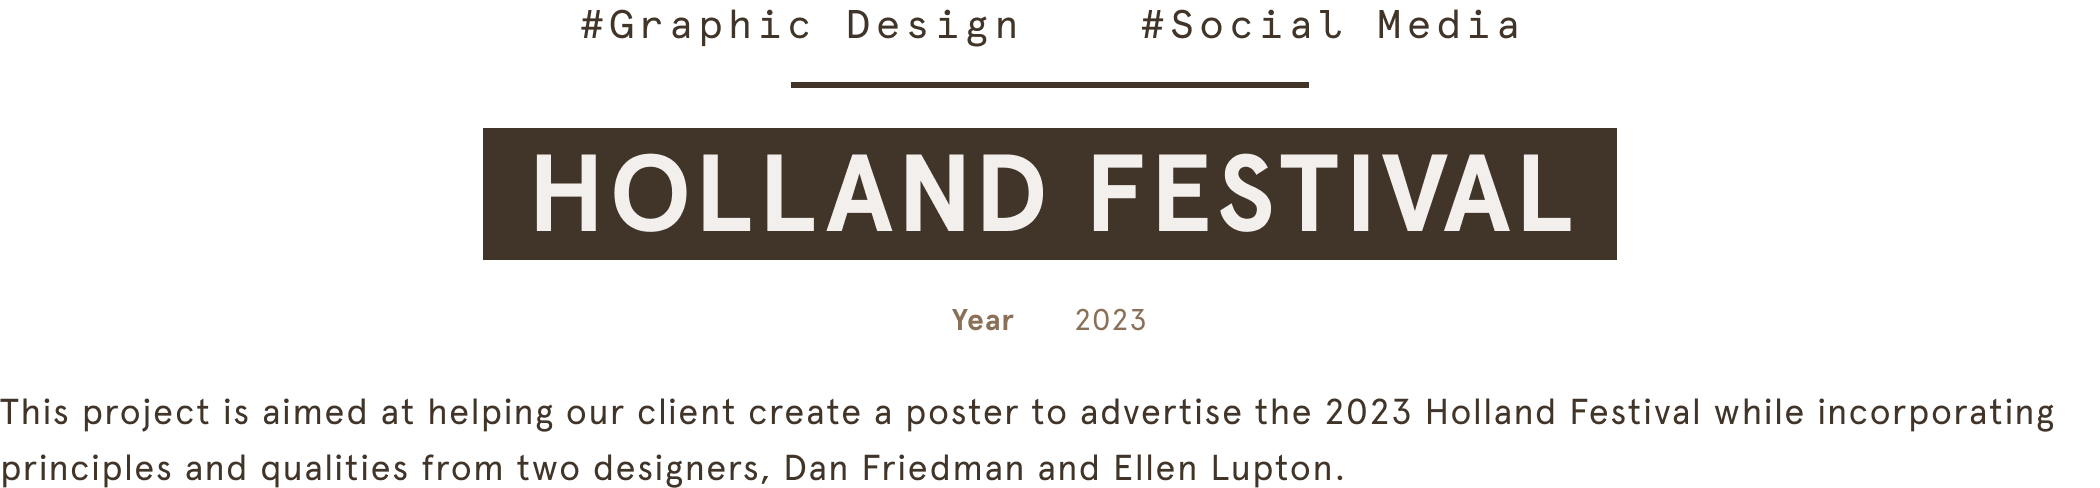 #Graphic Design #Social Media
HOLLAND FESTIVAL
Year 2023
This project is aimed at helping our client create a poster to advertise the 2023 Holland Festival while incorporating
principles and qualities from two designers, Dan Friedman and Ellen Lupton.